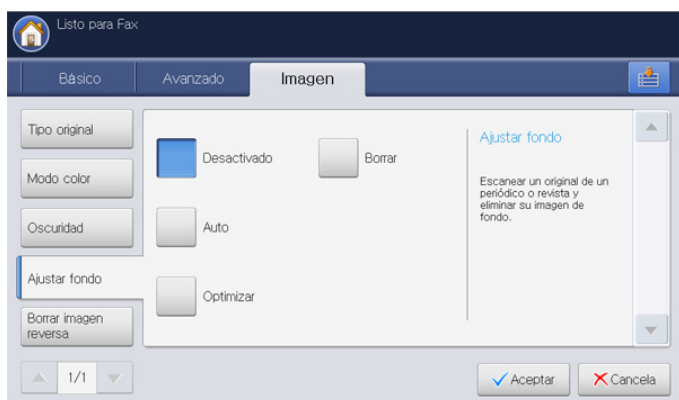 Listo para Fax
Básico
Avanzado
Imagen
Tipo original
Modo color
Oscuridad
Ajustar fondo
Borrar imagen
reversa
1/1
Desactivado
Borrar
Auto
Optimizar
Ajustar fondo
Escanear un original de un
periódico o revista y
eliminar su imagen de
fondo.
Aceptar
Cancela